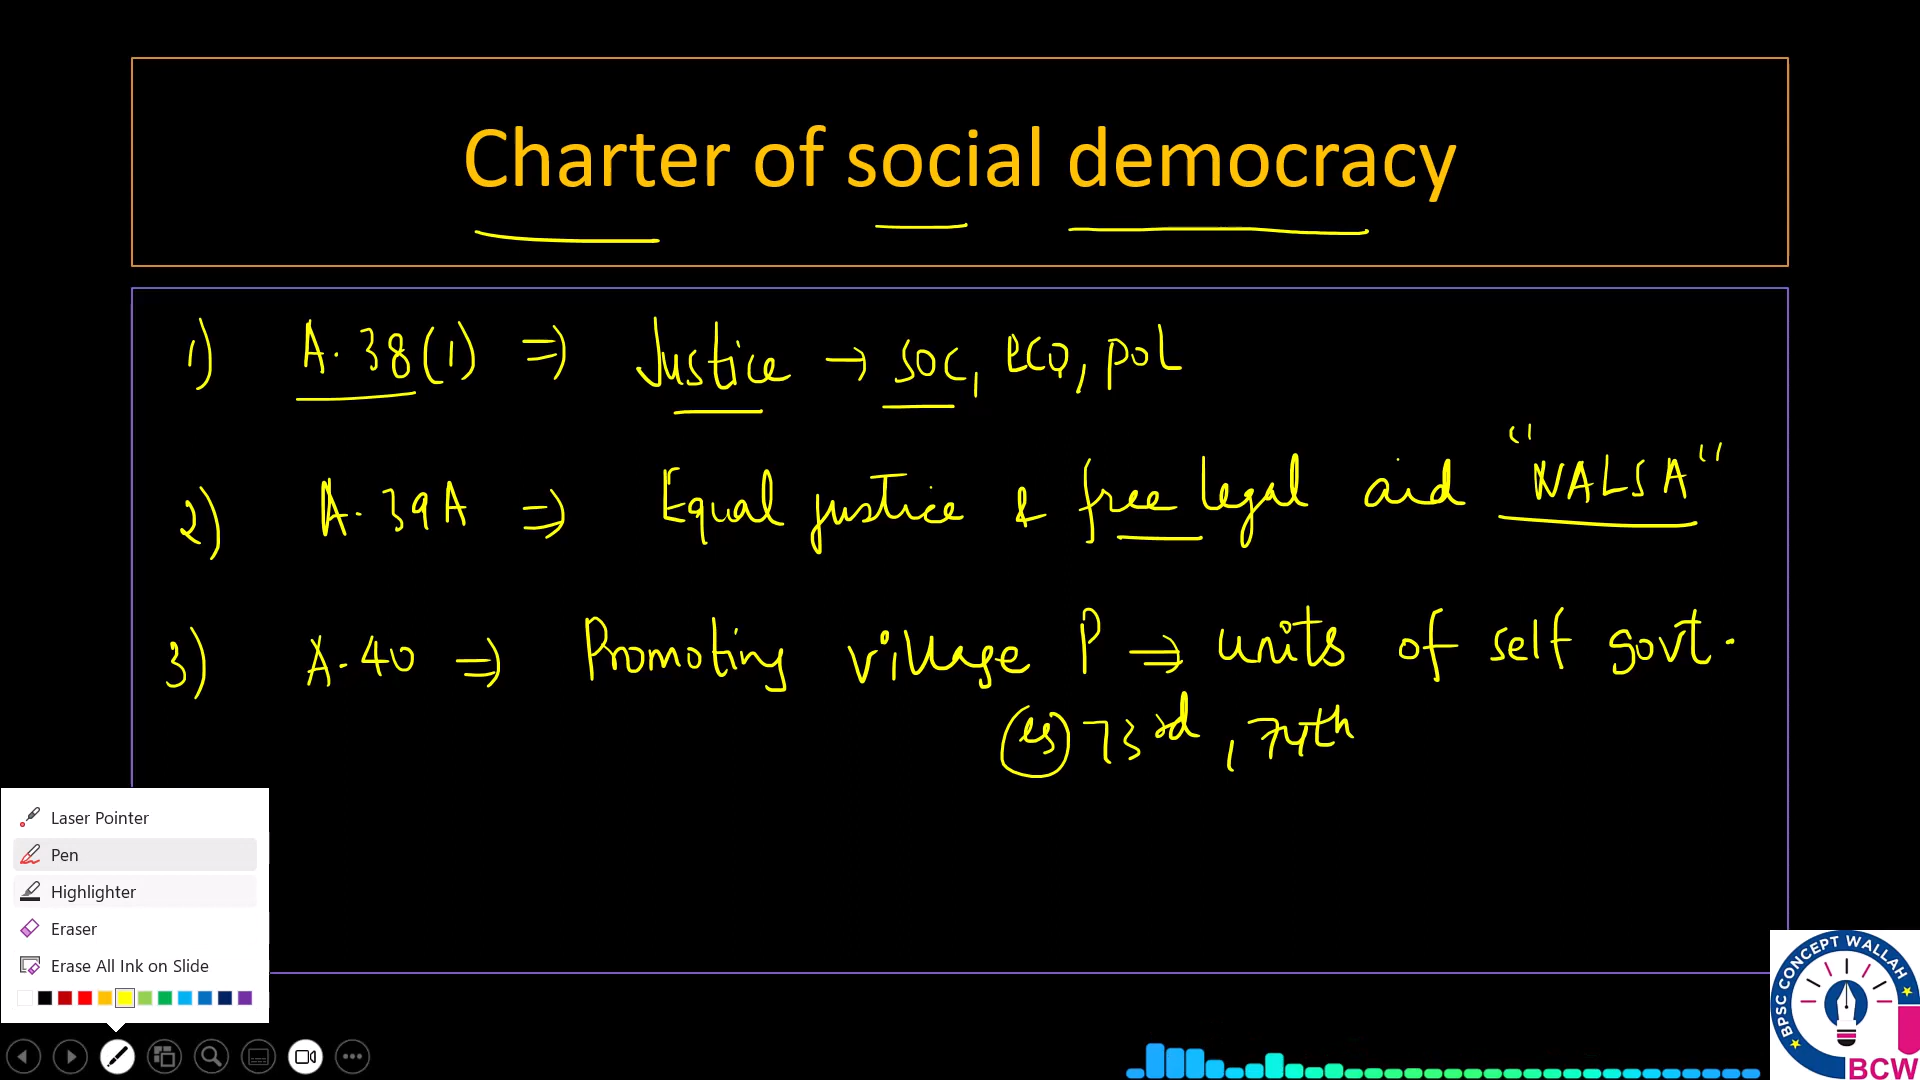 Charter of social democracy
1) A. 38(1) ⇒ Justice → soc, eco, pol
2) A. 39A ⇒ Equal justice & free legal aid "NALSA"
3) A. 40 ⇒ Promoting village P ⇒ units of self govt.
73rd, 74th
Laser Pointer
Pen
Highlighter
Eraser
Erase All Ink on Slide
BPSC CONCEPT WALLAH
BCW